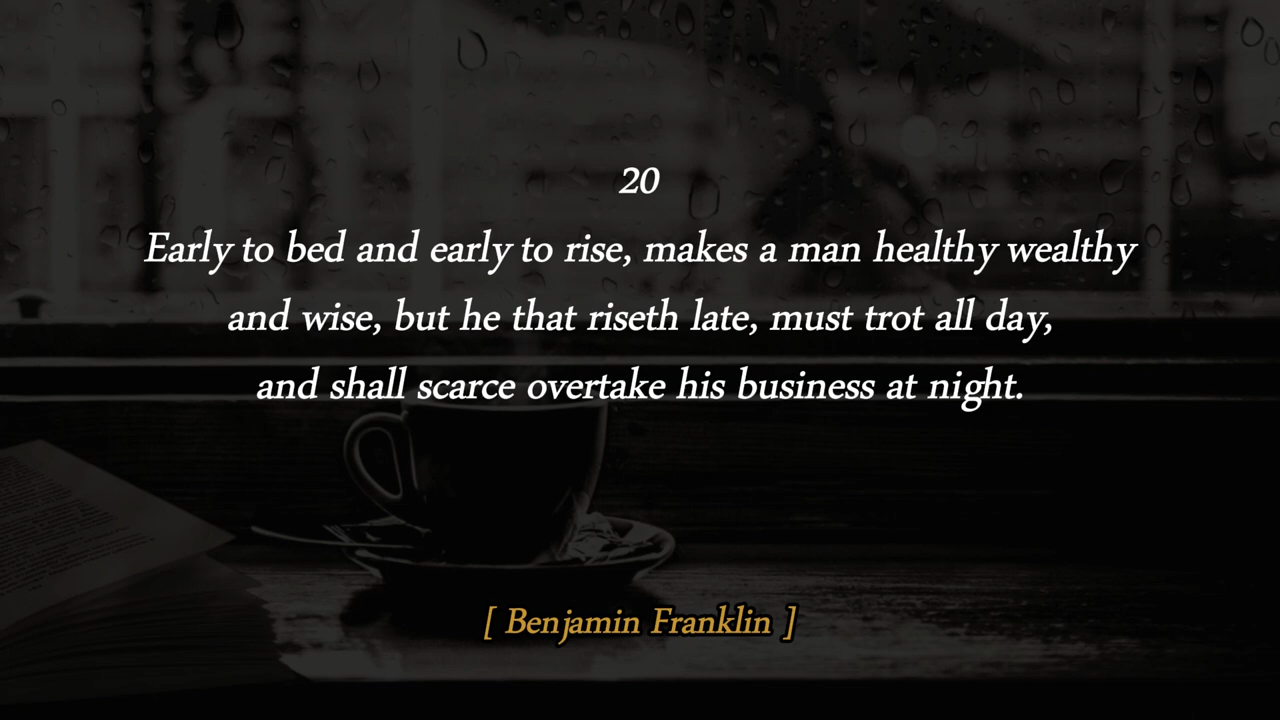 20
Early to bed and early to rise, makes a man healthy wealthy
and wise, but he that riseth late, must trot all day,
and shall scarce overtake his business at night.
[ Benjamin Franklin ]